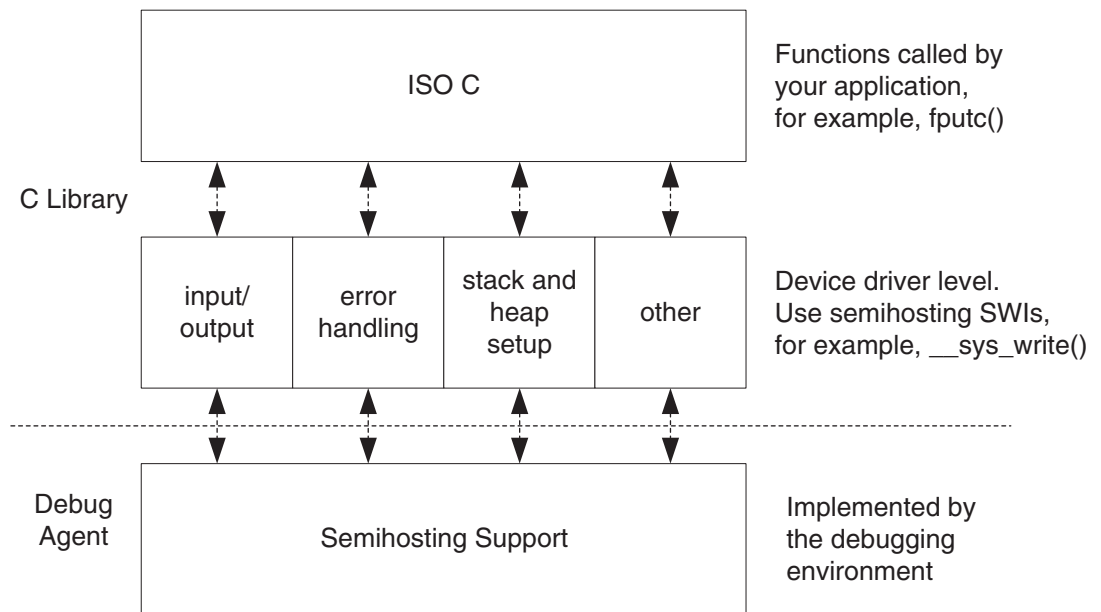 ISO C
Functions called by
your application,
for example, fputc()
C Library
input/
output
error
handling
stack and
heap
setup
other
Device driver level.
Use semihosting SWIs,
for example, __sys_write()
Debug
Agent
Semihosting Support
Implemented by
the debugging
environment